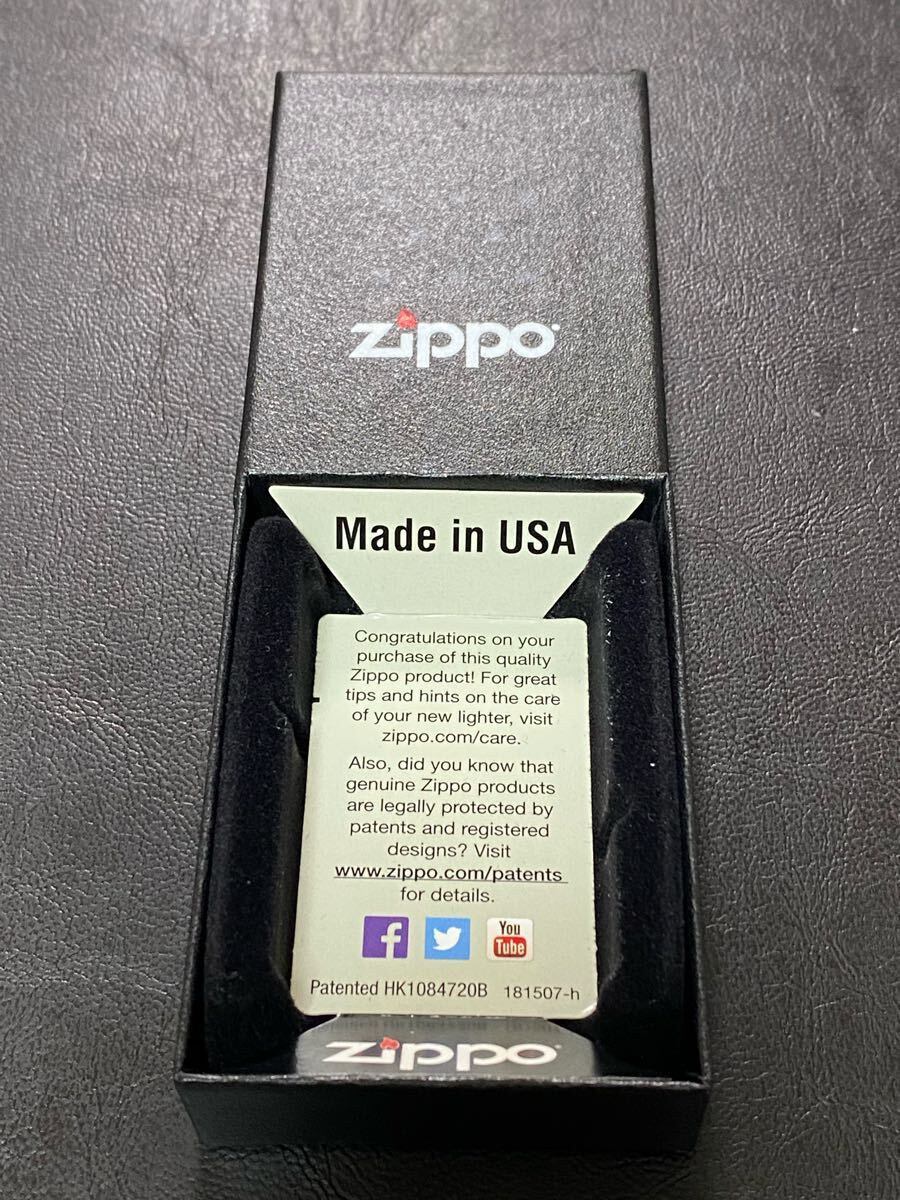 zippo
Made in USA
Congratulations on your
purchase of this quality
Zippo product! For great
tips and hints on the care
of your new lighter, visit
zippo.com/care.
Also, did you know that
genuine Zippo products
are legally protected by
patents and registered
designs? Visit
www.zippo.com/patents
for details.
f
You
Tube
Patented HK1084720B 181507-h
zippo